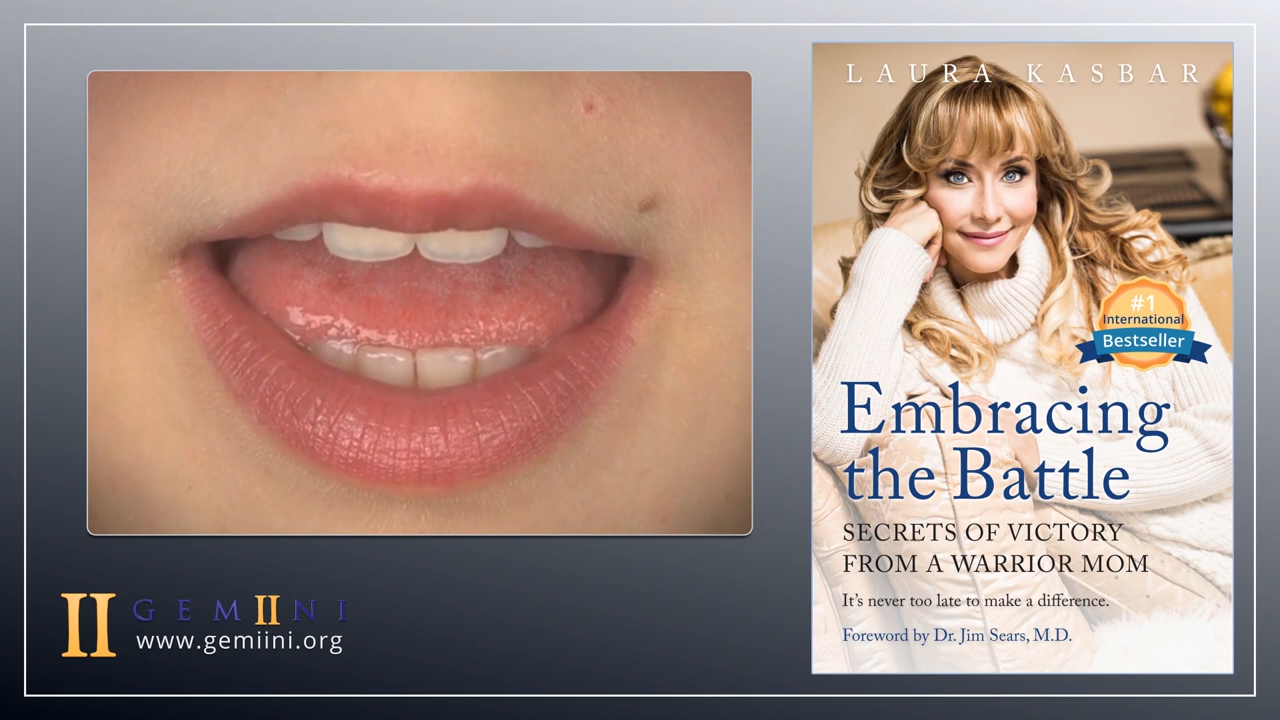 LAURA KASBAR
#1
International
Bestseller
Embracing
the Battle
SECRETS OF VICTORY
FROM A WARRIOR MOM
It's never too late to make a difference.
Foreword by Dr. Jim Sears, M.D.
II GEMIINI
www.gemiini.org